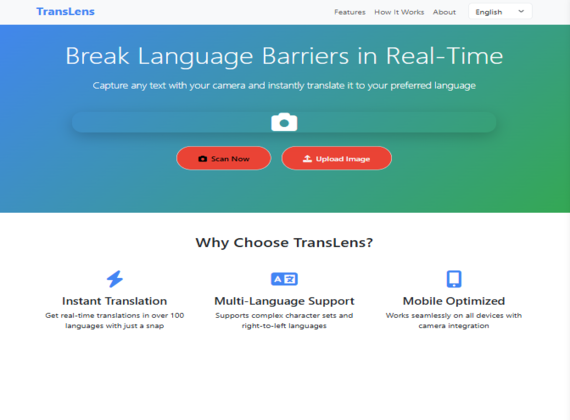 TransLens
Features How It Works About English
Break Language Barriers in Real-Time
Capture any text with your camera and instantly translate it to your preferred language
Scan Now Upload Image
Why Choose TransLens?
Instant Translation
Get real-time translations in over 100
languages with just a snap
Multi-Language Support
Supports complex character sets and
right-to-left languages
Mobile Optimized
Works seamlessly on all devices with
camera integration